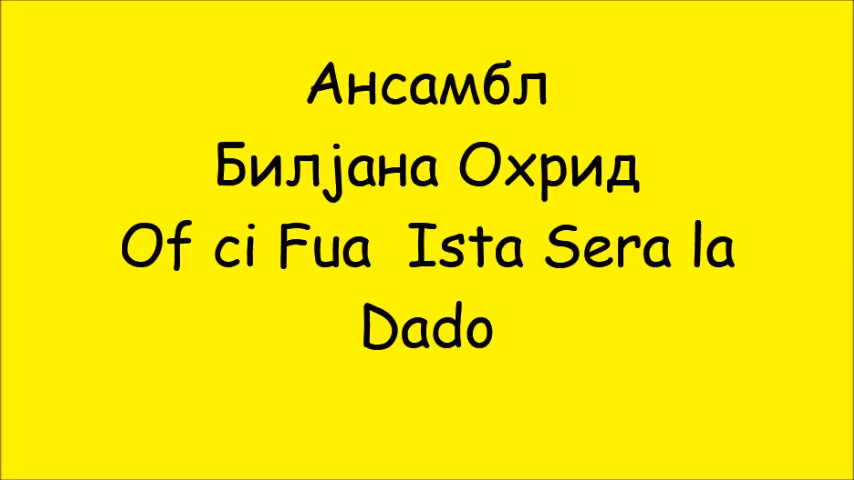 Ансамбл
Билјана Охрид
Of ci Fua Ista Sera la
Dado